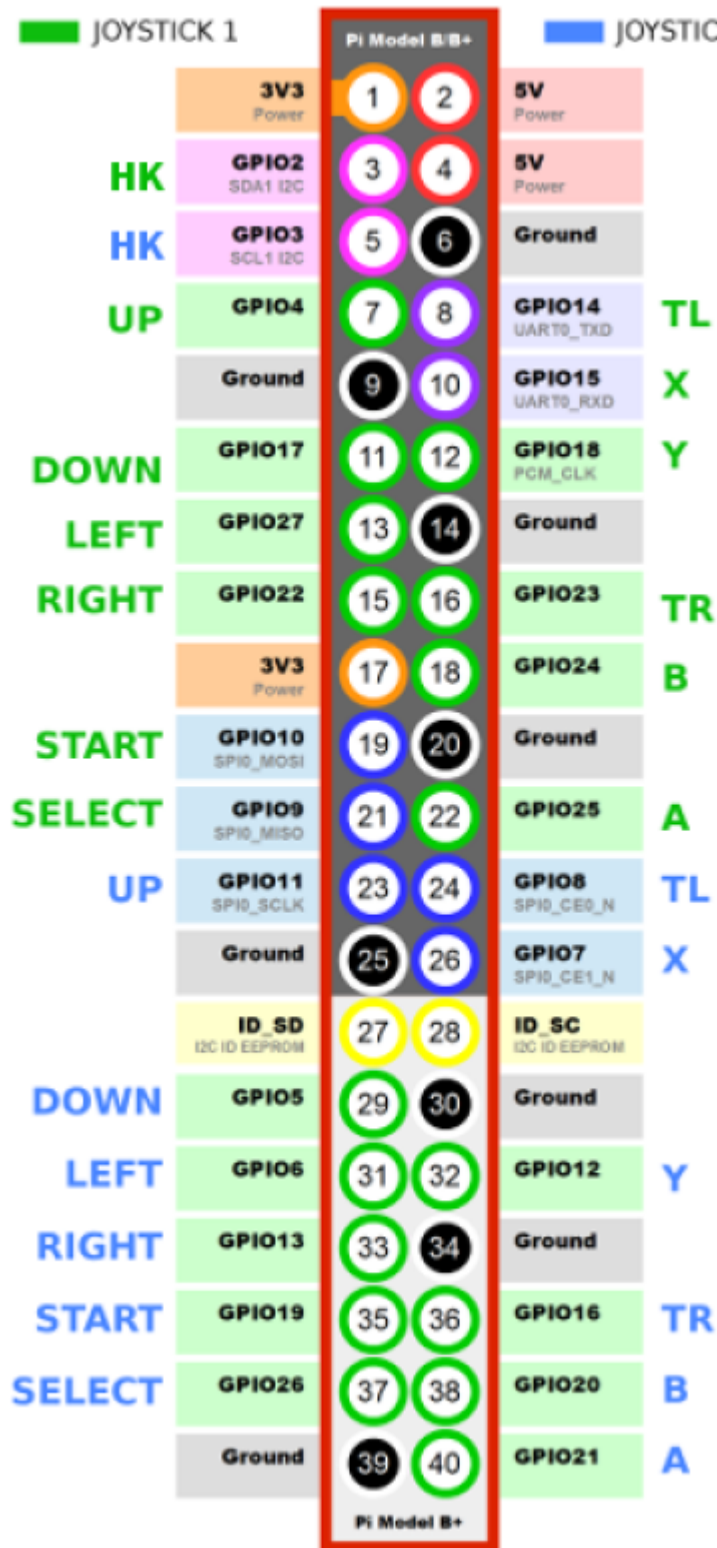 JOYSTICK 1
JOYSTIC
Pi Model B/B+
3V3 1 2 5V
Power Power
HK GPIO2 3 4 5V
SDA1 I2C Power
HK GPIO3 5 6 Ground
SCL1 I2C
UP GPIO4 7 8 GPIO14 TL
UART0_TXD
Ground 9 10 GPIO15 X
UART0_RXD
DOWN GPIO17 11 12 GPIO18 Y
PCM_CLK
LEFT GPIO27 13 14 Ground
RIGHT GPIO22 15 16 GPIO23 TR
3V3 17 18 GPIO24 B
Power
START GPIO10 19 20 Ground
SPI0_MOSI
SELECT GPIO9 21 22 GPIO25 A
SPI0_MISO
UP GPIO11 23 24 GPIO8 TL
SPI0_SCLK SPI0_CE0_N
Ground 25 26 GPIO7 X
SPI0_CE1_N
ID_SD 27 28 ID_SC
I2C ID EEPROM I2C ID EEPROM
DOWN GPIO5 29 30 Ground
LEFT GPIO6 31 32 GPIO12 Y
RIGHT GPIO13 33 34 Ground
START GPIO19 35 36 GPIO16 TR
SELECT GPIO26 37 38 GPIO20 B
Ground 39 40 GPIO21 A
Pi Model B+